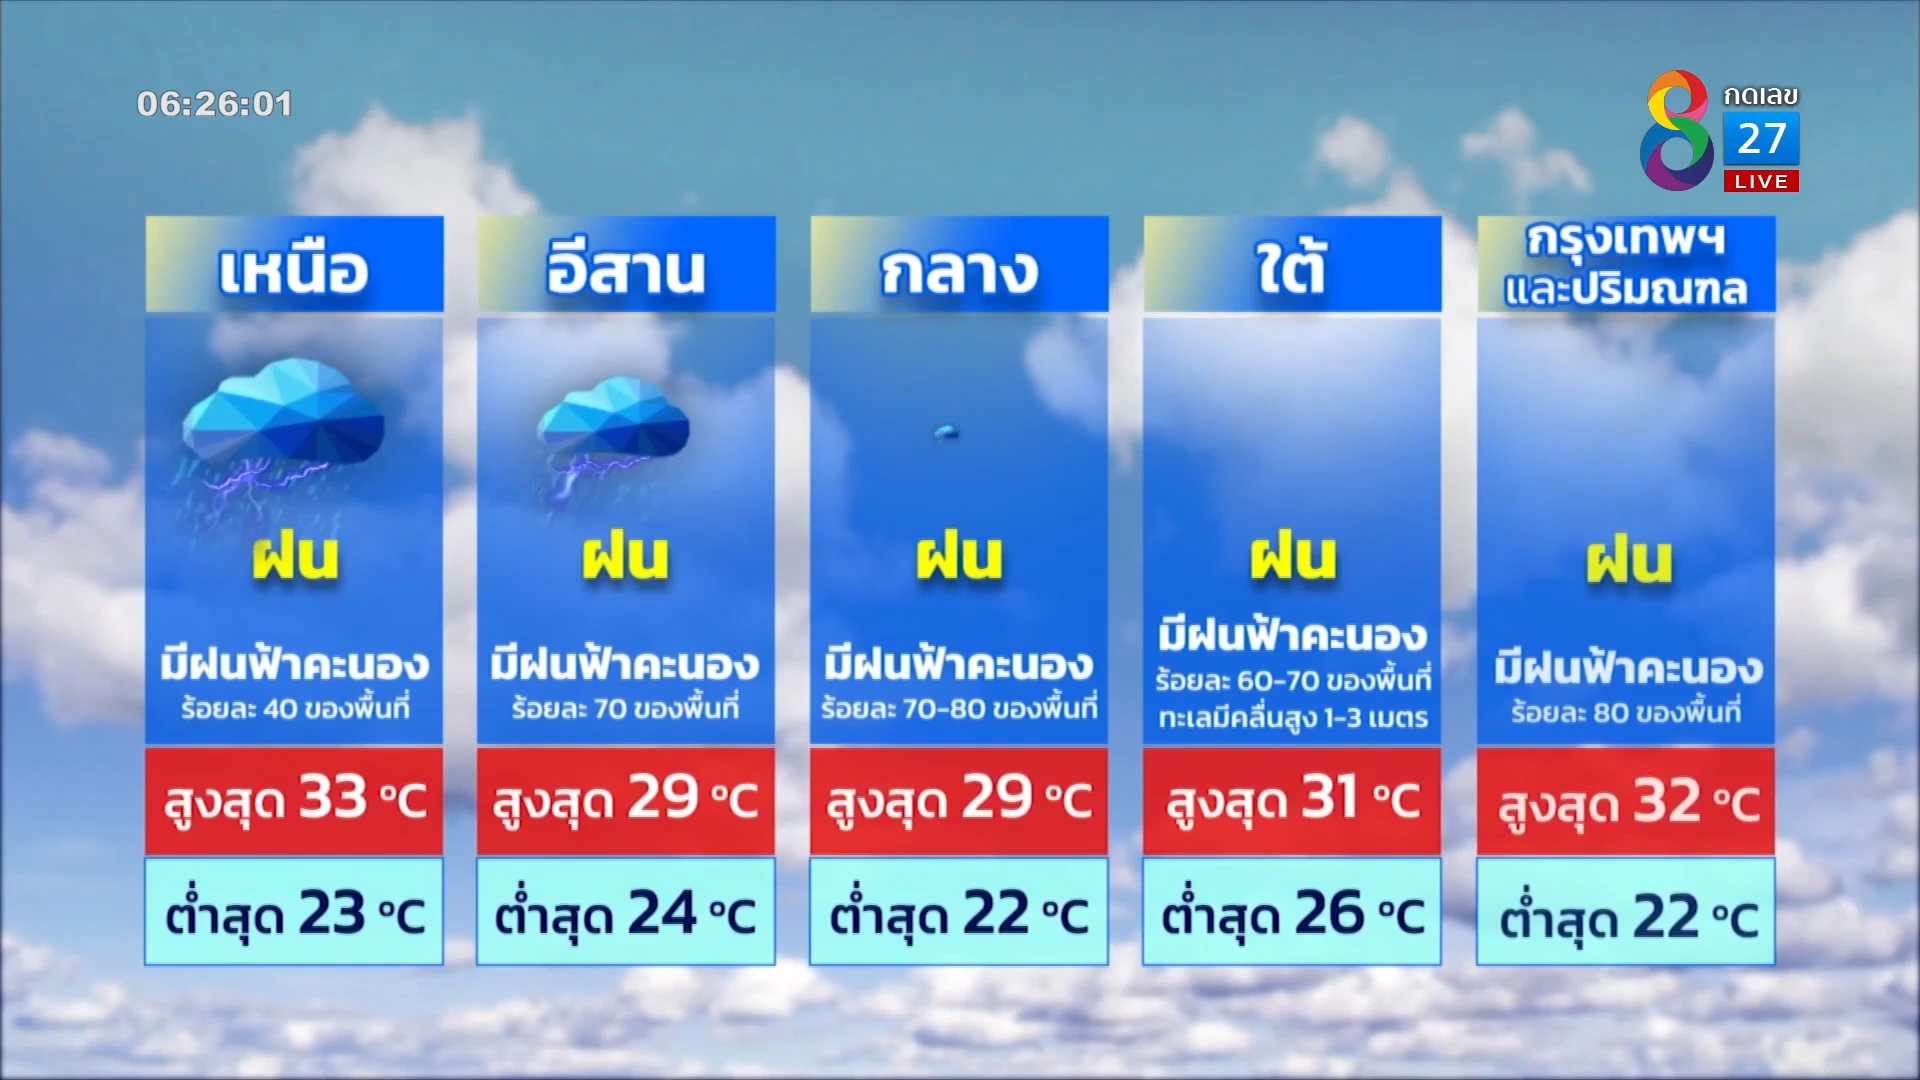 06:26:01
กดเลข
27
LIVE
เหนือ
ฝน
มีฝนฟ้าคะนอง
ร้อยละ 40 ของพื้นที่
สูงสุด 33 °C
ต่ำสุด 23 °C
อีสาน
ฝน
มีฝนฟ้าคะนอง
ร้อยละ 70 ของพื้นที่
สูงสุด 29 °C
ต่ำสุด 24 °C
กลาง
ฝน
มีฝนฟ้าคะนอง
ร้อยละ 70-80 ของพื้นที่
สูงสุด 29 °C
ต่ำสุด 22 °C
ใต้
ฝน
มีฝนฟ้าคะนอง
ร้อยละ 60-70 ของพื้นที่
ทะเลมีคลื่นสูง 1-3 เมตร
สูงสุด 31 °C
ต่ำสุด 26 °C
กรุงเทพฯ
และปริมณฑล
ฝน
มีฝนฟ้าคะนอง
ร้อยละ 80 ของพื้นที่
สูงสุด 32 °C
ต่ำสุด 22 °C